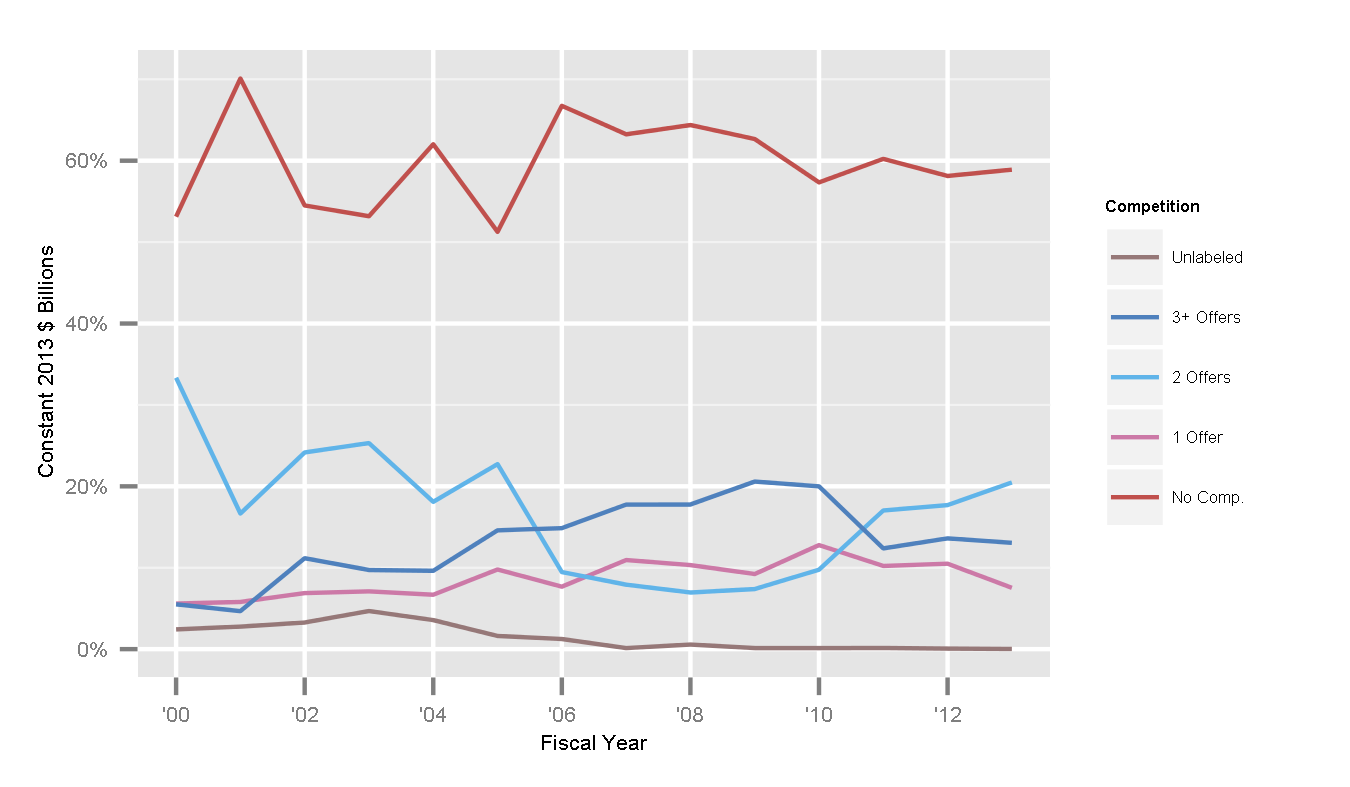 60%
40%
20%
0%
Constant 2013 $ Billions
'00 '02 '04 '06 '08 '10 '12
Fiscal Year
Competition
Unlabeled
3+ Offers
2 Offers
1 Offer
No Comp.